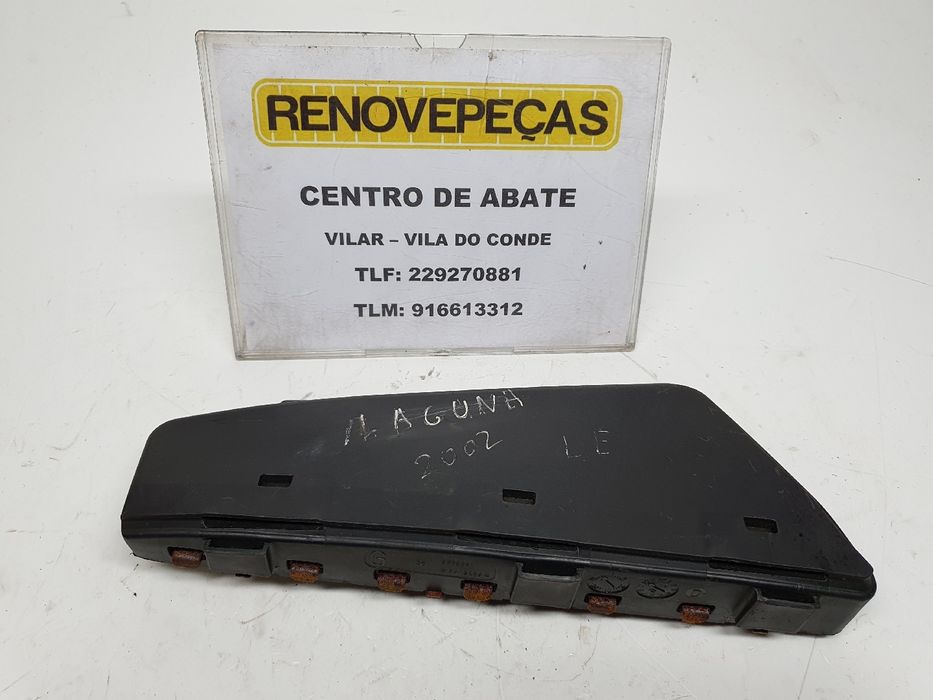 RENOVEPEÇAS
CENTRO DE ABATE
VILAR – VILA DO CONDE
TLF: 229270881
TLM: 916613312
LAGUNA
2002 LE